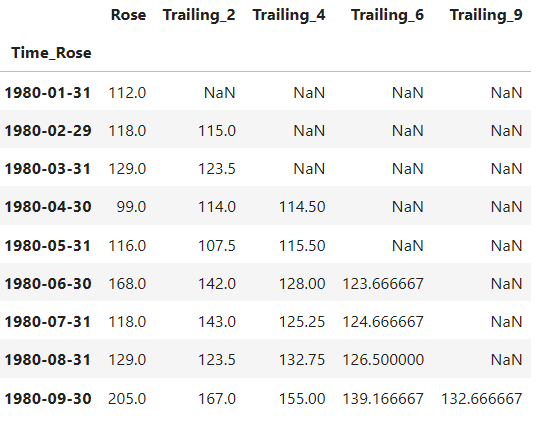 Rose Trailing_2 Trailing_4 Trailing_6 Trailing_9
Time_Rose
1980-01-31 112.0 NaN NaN NaN NaN
1980-02-29 118.0 115.0 NaN NaN NaN
1980-03-31 129.0 123.5 NaN NaN NaN
1980-04-30 99.0 114.0 114.50 NaN NaN
1980-05-31 116.0 107.5 115.50 NaN NaN
1980-06-30 168.0 142.0 128.00 123.666667 NaN
1980-07-31 118.0 143.0 125.25 124.666667 NaN
1980-08-31 129.0 123.5 132.75 126.500000 NaN
1980-09-30 205.0 167.0 155.00 139.166667 132.666667